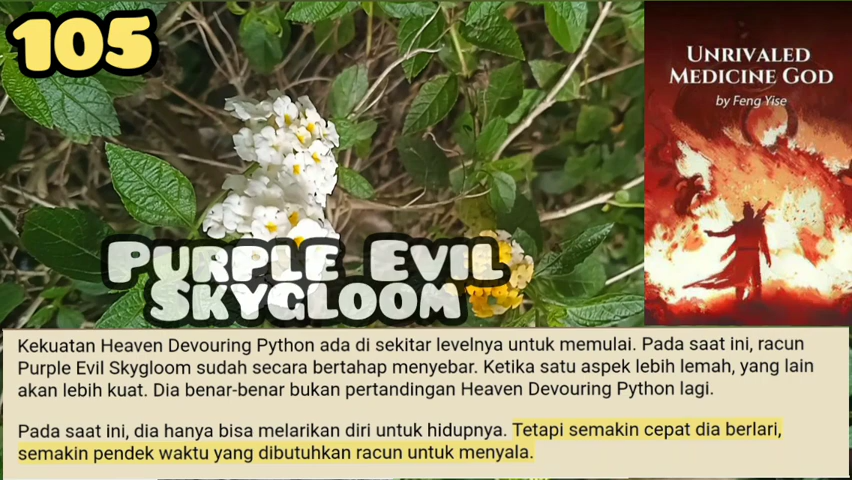 105
UNRIVALED
MEDICINE GOD
by Feng Yise
PURPLE EVIL
SKYGLOOM
Kekuatan Heaven Devouring Python ada di sekitar levelnya untuk memulai. Pada saat ini, racun
Purple Evil Skygloom sudah secara bertahap menyebar. Ketika satu aspek lebih lemah, yang lain
akan lebih kuat. Dia benar-benar bukan pertandingan Heaven Devouring Python lagi.
Pada saat ini, dia hanya bisa melarikan diri untuk hidupnya. Tetapi semakin cepat dia berlari,
semakin pendek waktu yang dibutuhkan racun untuk menyala.